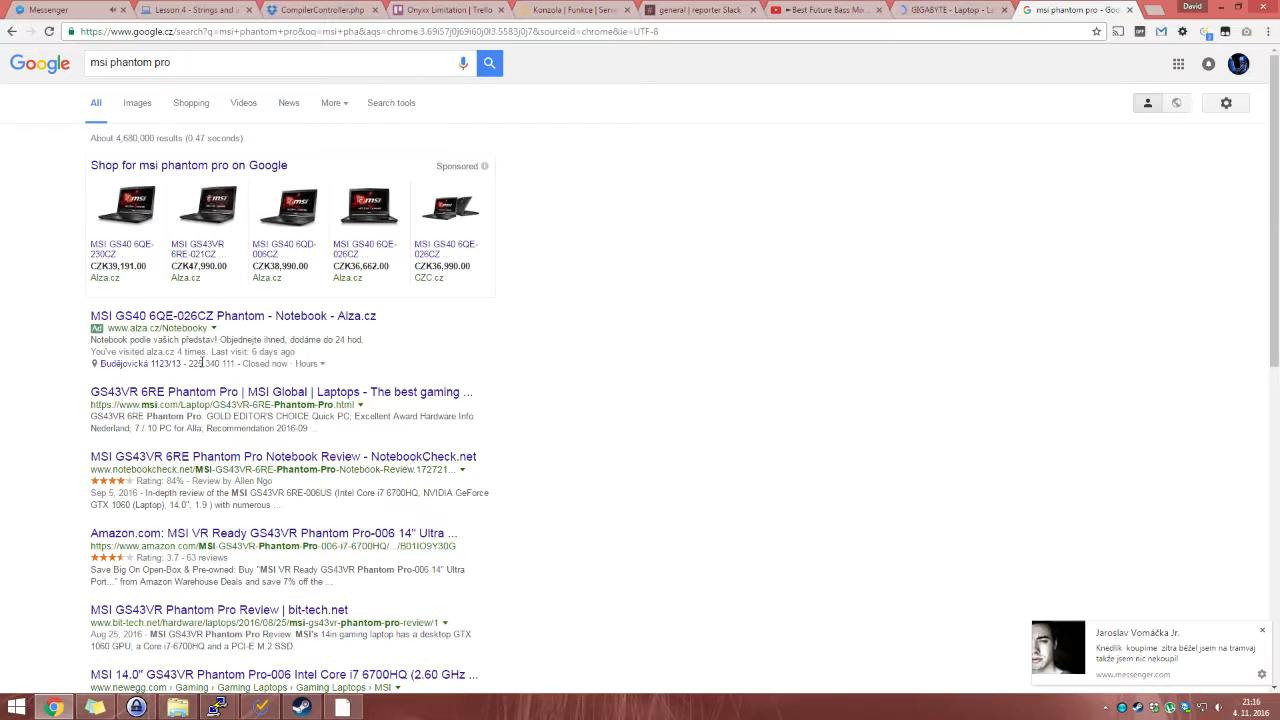 Messenger
Lesson 4 - Strings and a
CompilerController.php
Onyx Limitation | Trello
Konzola | Funkce | Servic
general | reporter Slack
►Best Future Bass Mix
GIGABYTE - Laptop - La
msi phantom pro - Goo
David
https://www.google.cz/search?q=msi+phantom+pro&oq=msi+pha&aqs=chrome.3.69i57j0j69i60j0l3.5583j0j7&sourceid=chrome&ie=UTF-8
Google
msi phantom pro
All
Images
Shopping
Videos
News
More
Search tools
About 4,680,000 results (0.47 seconds)
Shop for msi phantom pro on Google
Sponsored
MSI GS40 6QE-
230CZ ...
CZK39,191.00
Alza.cz
MSI GS43VR
6RE-021CZ ...
CZK47,990.00
Alza.cz
MSI GS40 6QD-
006CZ ...
CZK38,990.00
Alza.cz
MSI GS40 6QE-
026CZ ...
CZK36,662.00
Alza.cz
MSI GS40 6QE-
026CZ ...
CZK36,990.00
CZC.cz
MSI GS40 6QE-026CZ Phantom - Notebook - Alza.cz
Ad www.alza.cz/Notebooky
Notebook podle vašich představ! Objednejte ihned, dodáme do 24 hod.
You've visited alza.cz 4 times. Last visit: 6 days ago
Budějovická 1123/13 - 225 340 111 - Closed now · Hours
GS43VR 6RE Phantom Pro | MSI Global | Laptops - The best gaming ...
https://www.msi.com/Laptop/GS43VR-6RE-Phantom-Pro.html
GS43VR 6RE Phantom Pro. GOLD EDITOR'S CHOICE Quick PC; Excellent Award Hardware.Info
Nederland; 7 / 10 PC for Alla; Recommendation 2016-09 ...
MSI GS43VR 6RE Phantom Pro Notebook Review - NotebookCheck.net
www.notebookcheck.net/MSI-GS43VR-6RE-Phantom-Pro-Notebook-Review.172721...
Rating: 84% - Review by Allen Ngo
Sep 5, 2016 - In-depth review of the MSI GS43VR 6RE-006US (Intel Core i7 6700HQ, NVIDIA GeForce
GTX 1060 (Laptop), 14.0", 1.9 ) with numerous ...
Amazon.com: MSI VR Ready GS43VR Phantom Pro-006 14" Ultra ...
https://www.amazon.com/MSI-GS43VR-Phantom-Pro-006-i7-6700HQ/.../B01IO9Y30G
Rating: 3.7 - 63 reviews
Save Big On Open-Box & Pre-owned: Buy "MSI VR Ready GS43VR Phantom Pro-006 14" Ultra
Port..." from Amazon Warehouse Deals and save 7% off the ...
MSI GS43VR Phantom Pro Review | bit-tech.net
www.bit-tech.net/hardware/laptops/2016/08/25/msi-gs43vr-phantom-pro-review/1
Aug 25, 2016 - MSI GS43VR Phantom Pro Review. MSI's 14in gaming laptop has a desktop GTX
1060 GPU, a Core i7-6700HQ and a PCI-E M.2 SSD.
MSI 14.0" GS43VR Phantom Pro-006 Intel Core i7 6700HQ (2.60 GHz ...
www.newegg.com › Gaming › Gaming Laptops › Gaming Laptops › MSI
Jaroslav Vomáčka Jr.
Knedlík koupime zítra běžel jsem na tramvaj
takže jsem nic nekoupil
www.messenger.com
21:16
4. 11. 2016